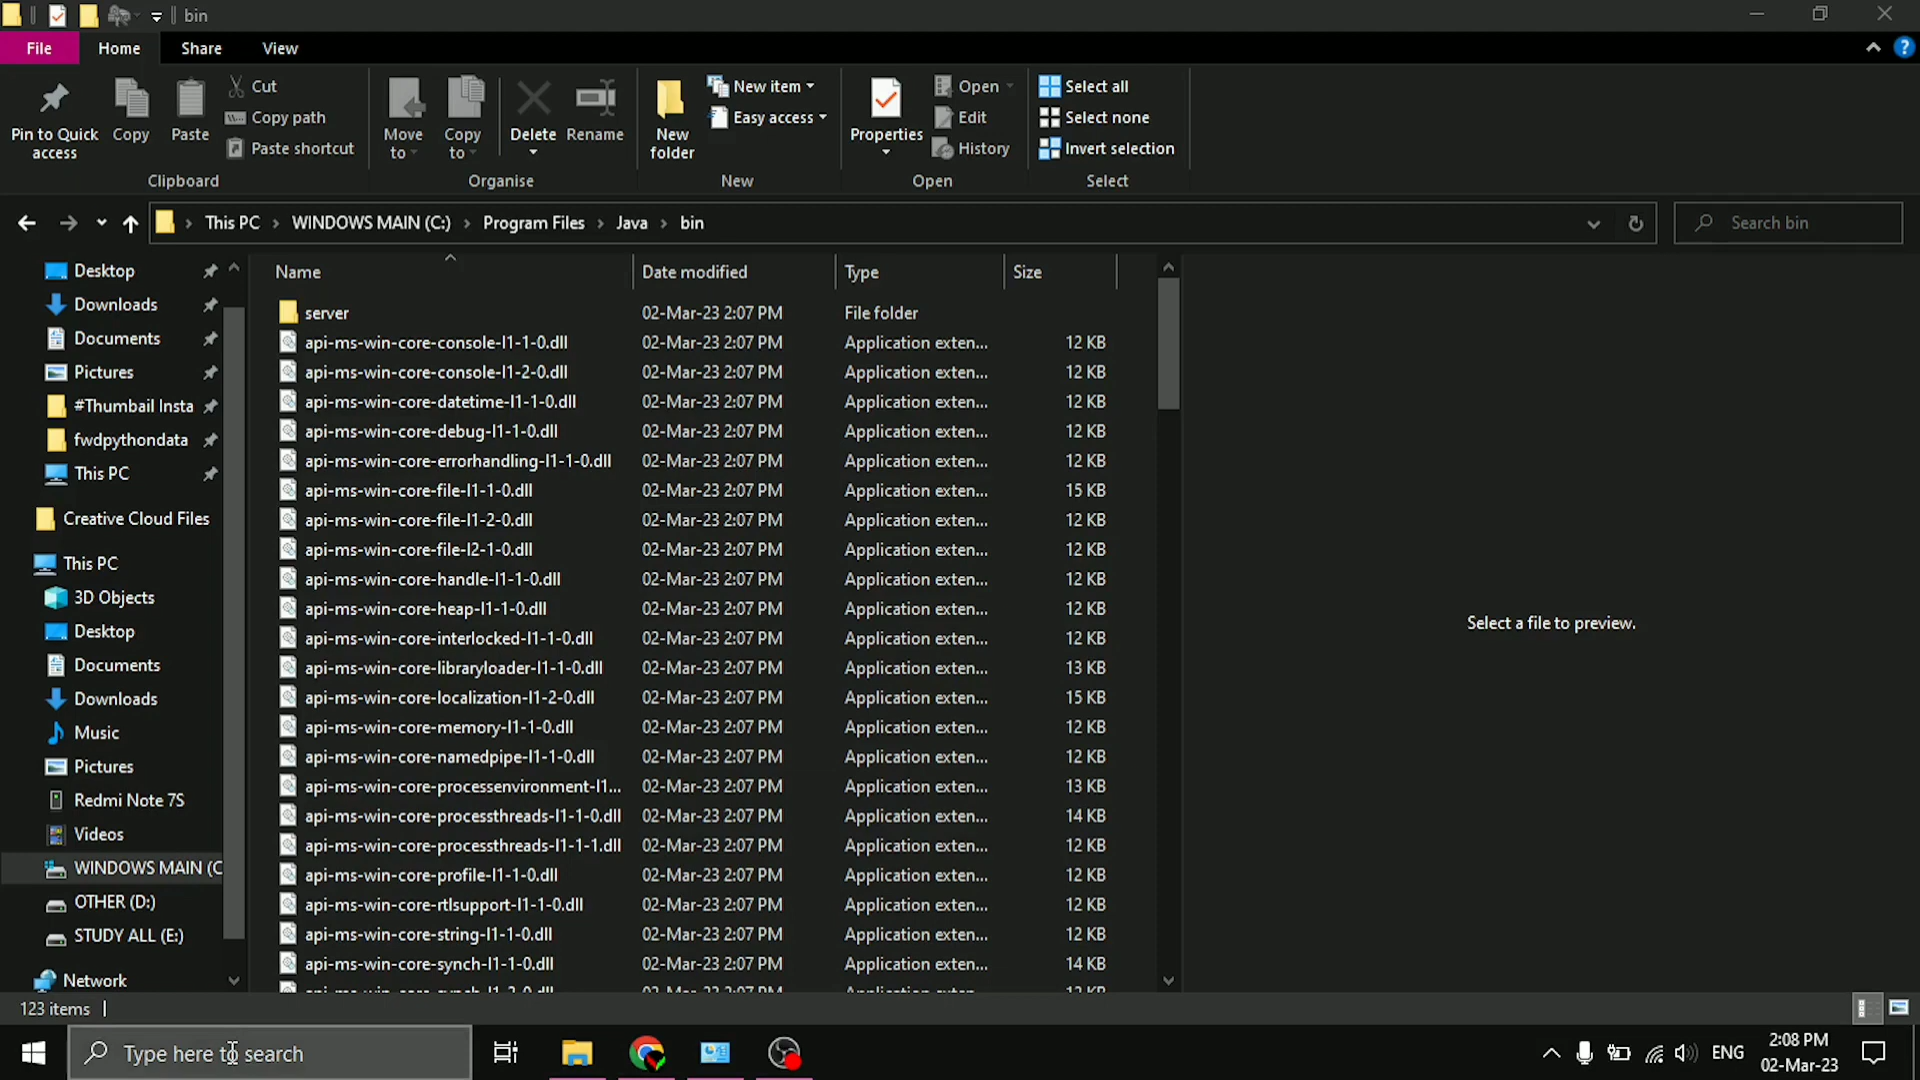 bin
File Home Share View
Pin to Quick access
Copy
Paste
Cut
Copy path
Paste shortcut
Clipboard
Move to
Copy to
Delete
Rename
Organise
New folder
New item
Easy access
New
Properties
Open
Edit
History
Open
Select all
Select none
Invert selection
Select
This PC > WINDOWS MAIN (C:) > Program Files > Java > bin
Search bin
Desktop
Downloads
Documents
Pictures
#Thumbail Insta
fwdpythondata
This PC
Creative Cloud Files
This PC
3D Objects
Desktop
Documents
Downloads
Music
Pictures
Redmi Note 7S
Videos
WINDOWS MAIN (C
OTHER (D:)
STUDY ALL (E:)
Network
Name Date modified Type Size
server 02-Mar-23 2:07 PM File folder
api-ms-win-core-console-l1-1-0.dll 02-Mar-23 2:07 PM Application exten... 12 KB
api-ms-win-core-console-l1-2-0.dll 02-Mar-23 2:07 PM Application exten... 12 KB
api-ms-win-core-datetime-l1-1-0.dll 02-Mar-23 2:07 PM Application exten... 12 KB
api-ms-win-core-debug-l1-1-0.dll 02-Mar-23 2:07 PM Application exten... 12 KB
api-ms-win-core-errorhandling-l1-1-0.dll 02-Mar-23 2:07 PM Application exten... 12 KB
api-ms-win-core-file-l1-1-0.dll 02-Mar-23 2:07 PM Application exten... 15 KB
api-ms-win-core-file-l1-2-0.dll 02-Mar-23 2:07 PM Application exten... 12 KB
api-ms-win-core-file-l2-1-0.dll 02-Mar-23 2:07 PM Application exten... 12 KB
api-ms-win-core-handle-l1-1-0.dll 02-Mar-23 2:07 PM Application exten... 12 KB
api-ms-win-core-heap-l1-1-0.dll 02-Mar-23 2:07 PM Application exten... 12 KB
api-ms-win-core-interlocked-l1-1-0.dll 02-Mar-23 2:07 PM Application exten... 12 KB
api-ms-win-core-libraryloader-l1-1-0.dll 02-Mar-23 2:07 PM Application exten... 13 KB
api-ms-win-core-localization-l1-2-0.dll 02-Mar-23 2:07 PM Application exten... 15 KB
api-ms-win-core-memory-l1-1-0.dll 02-Mar-23 2:07 PM Application exten... 12 KB
api-ms-win-core-namedpipe-l1-1-0.dll 02-Mar-23 2:07 PM Application exten... 12 KB
api-ms-win-core-processenvironment-l1... 02-Mar-23 2:07 PM Application exten... 13 KB
api-ms-win-core-processthreads-l1-1-0.dll 02-Mar-23 2:07 PM Application exten... 14 KB
api-ms-win-core-processthreads-l1-1-1.dll 02-Mar-23 2:07 PM Application exten... 12 KB
api-ms-win-core-profile-l1-1-0.dll 02-Mar-23 2:07 PM Application exten... 12 KB
api-ms-win-core-rtlsupport-l1-1-0.dll 02-Mar-23 2:07 PM Application exten... 12 KB
api-ms-win-core-string-l1-1-0.dll 02-Mar-23 2:07 PM Application exten... 12 KB
api-ms-win-core-synch-l1-1-0.dll 02-Mar-23 2:07 PM Application exten... 14 KB
Select a file to preview.
123 items
Type here to search
ENG
2:08 PM
02-Mar-23